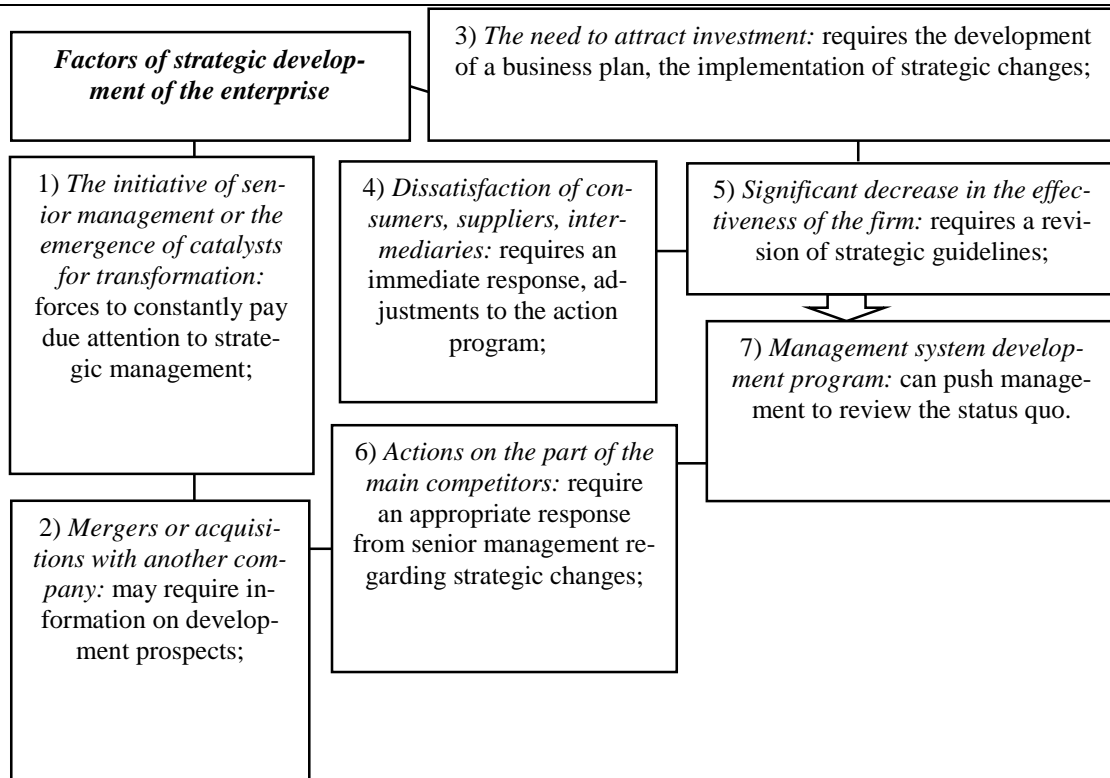 Factors of strategic develop-
ment of the enterprise
3) The need to attract investment: requires the development
of a business plan, the implementation of strategic changes;
1) The initiative of sen-
ior management or the
emergence of catalysts
for transformation:
forces to constantly pay
due attention to strate-
gic management;
4) Dissatisfaction of con-
sumers, suppliers, inter-
mediaries: requires an
immediate response, ad-
justments to the action
program;
5) Significant decrease in the effec-
tiveness of the firm: requires a revi-
sion of strategic guidelines;
7) Management system develop-
ment program: can push manage-
ment to review the status quo.
6) Actions on the part of the
main competitors: require
an appropriate response
from senior management re-
garding strategic changes;
2) Mergers or acquisi-
tions with another com-
pany: may require in-
formation on develop-
ment prospects;